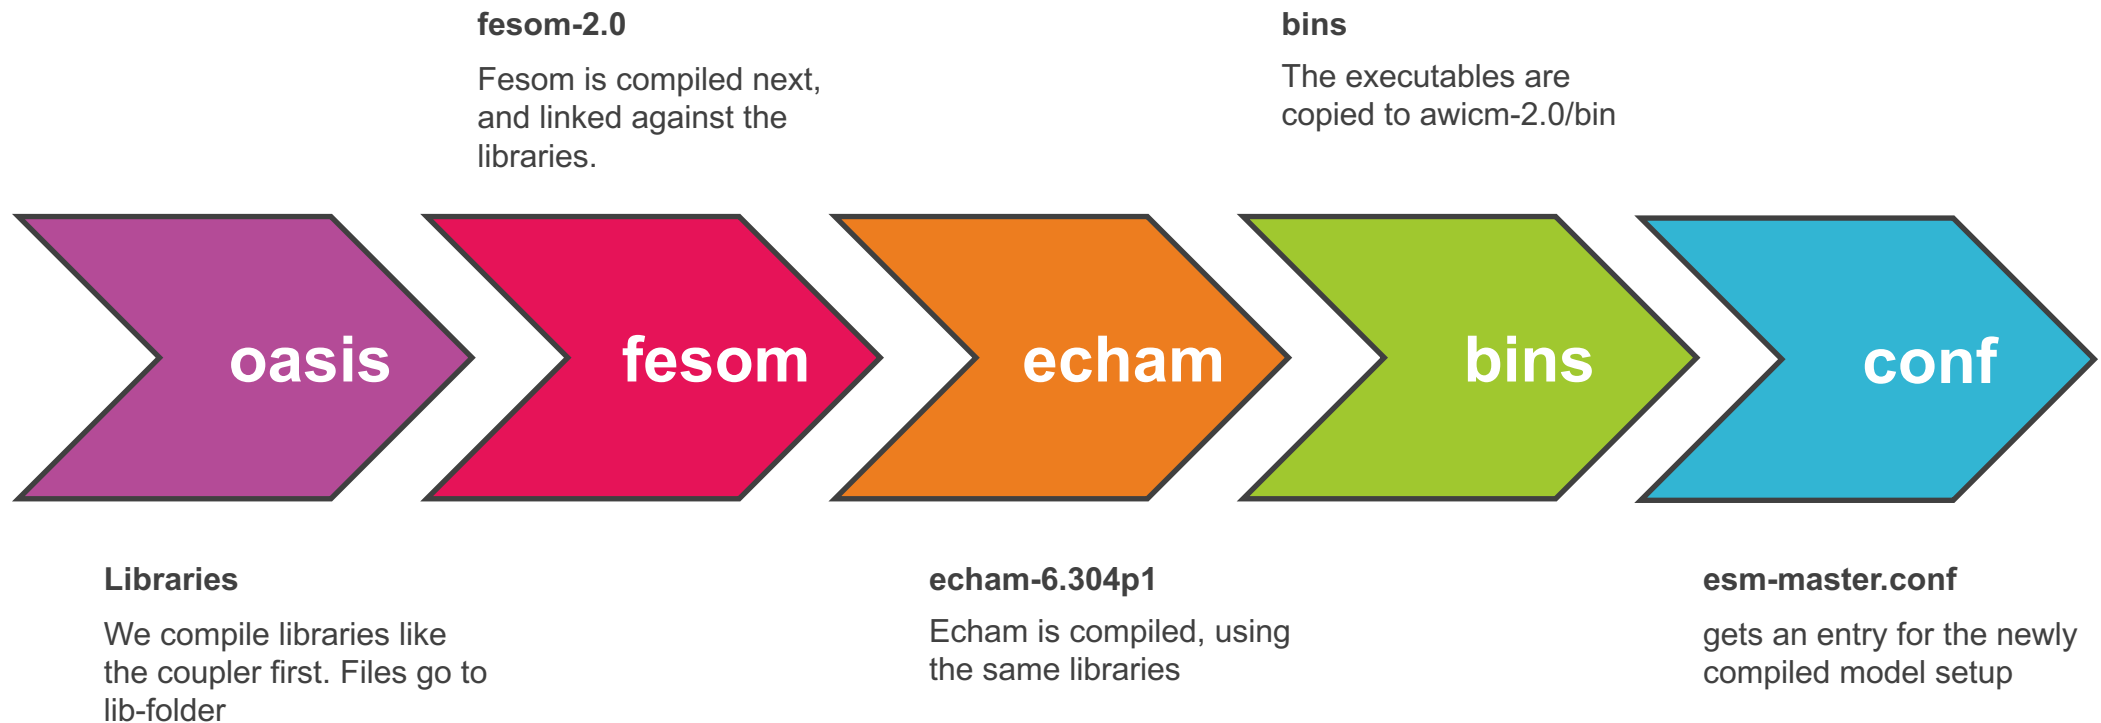 fesom-2.0
Fesom is compiled next,
and linked against the
libraries.
bins
The executables are
copied to awicm-2.0/bin
oasis
fesom
echam
bins
conf
Libraries
We compile libraries like
the coupler first. Files go to
lib-folder
echam-6.304p1
Echam is compiled, using
the same libraries
esm-master.conf
gets an entry for the newly
compiled model setup